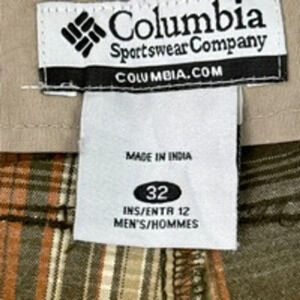 Columbia
Sportswear Company
COLUMBIA.COM
MADE IN INDIA
32
INS/ENTR 12
MEN'S/HOMMES